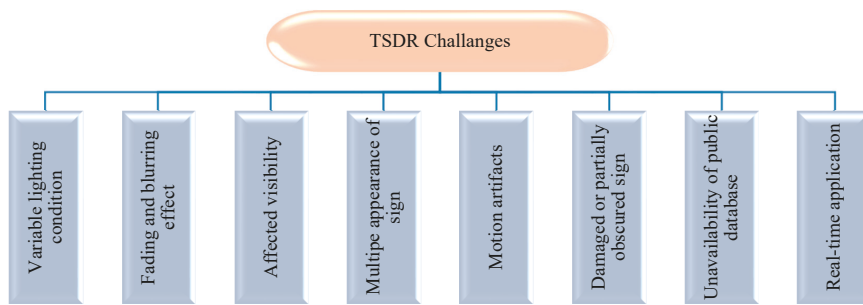 TSDR Challanges
Variable lighting
condition
Fading and blurring
effect
Affected visibility
Multipe appearance of
sign
Motion artifacts
Damaged or partially
obscured sign
Unavailability of public
database
Real-time application